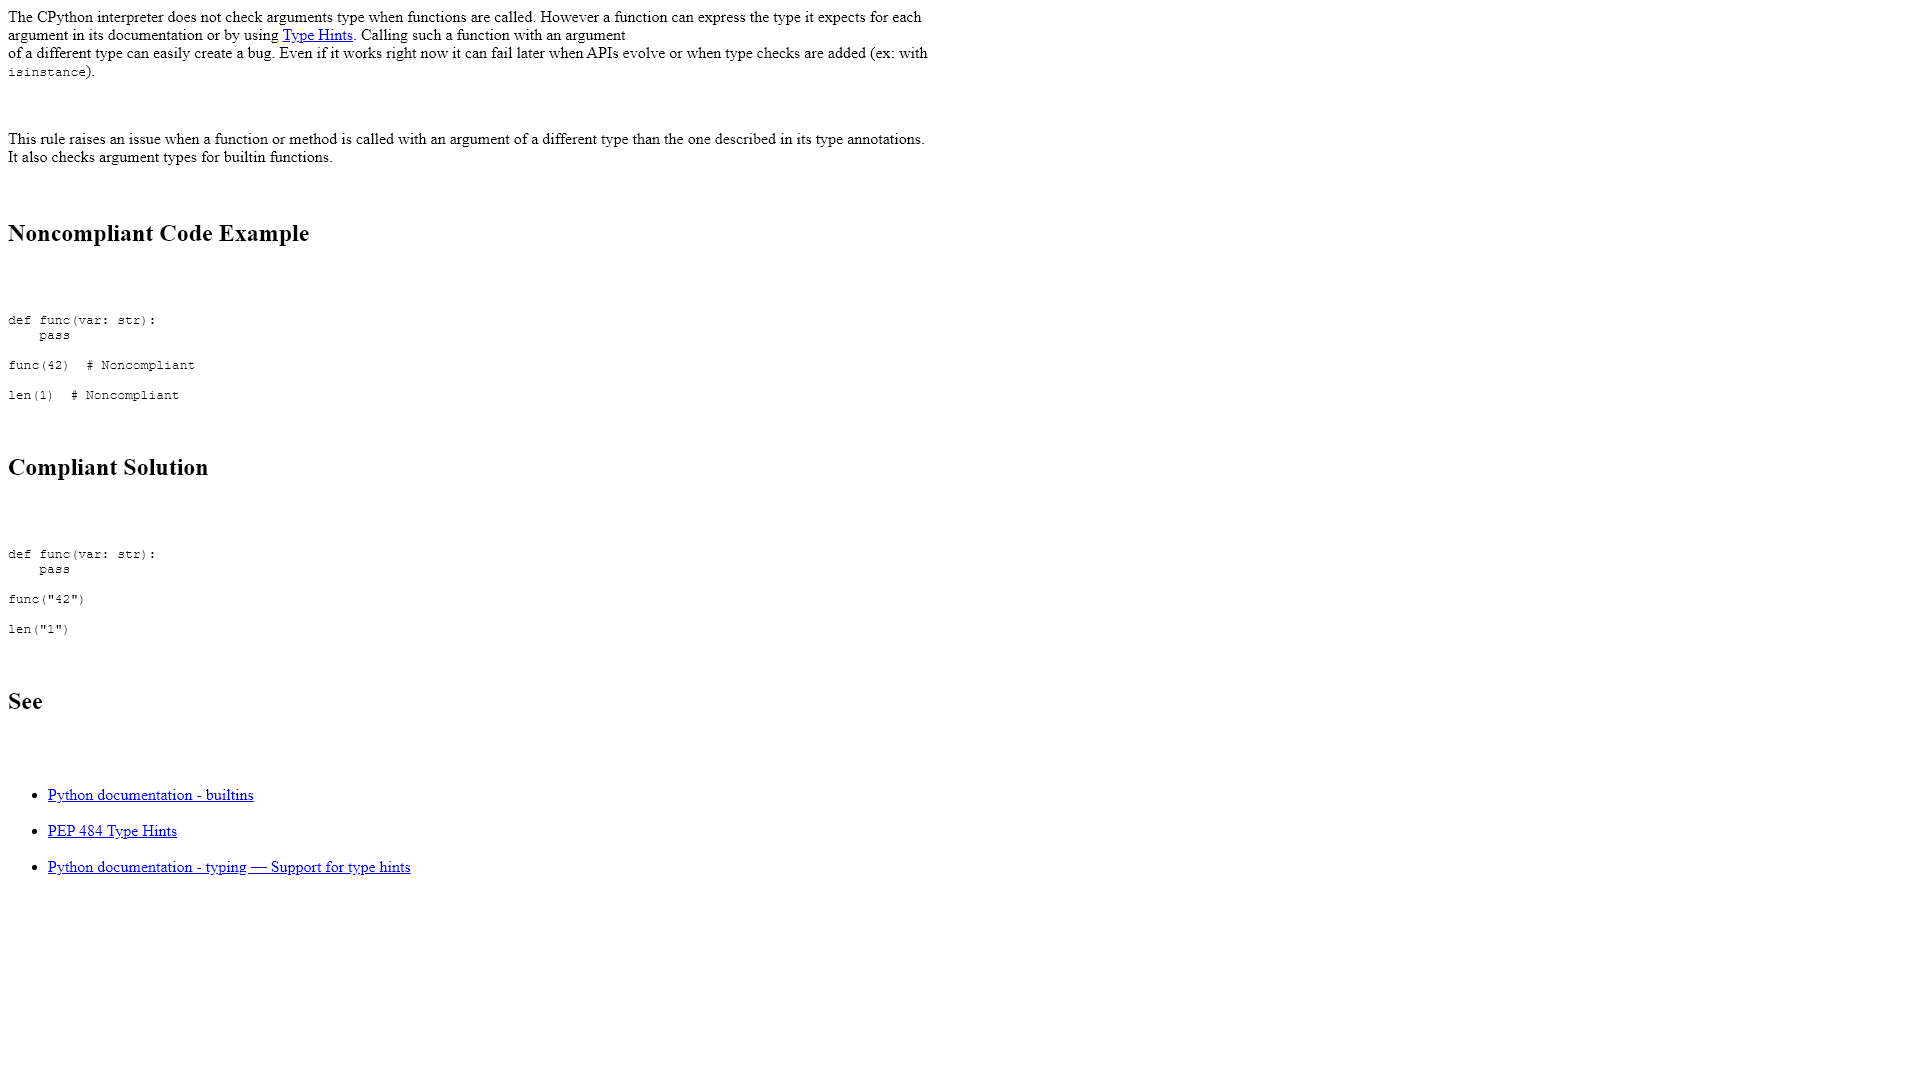 The CPython interpreter does not check arguments type when functions are called. However a function can express the type it expects for each
argument in its documentation or by using Type Hints. Calling such a function with an argument
of a different type can easily create a bug. Even if it works right now it can fail later when APIs evolve or when type checks are added (ex: with
isinstance).
This rule raises an issue when a function or method is called with an argument of a different type than the one described in its type annotations.
It also checks argument types for builtin functions.
Noncompliant Code Example
def func(var: str):
    pass
func(42)  # Noncompliant
len(1)  # Noncompliant
Compliant Solution
def func(var: str):
    pass
func("42")
len("1")
See
• Python documentation - builtins
• PEP 484 Type Hints
• Python documentation - typing — Support for type hints